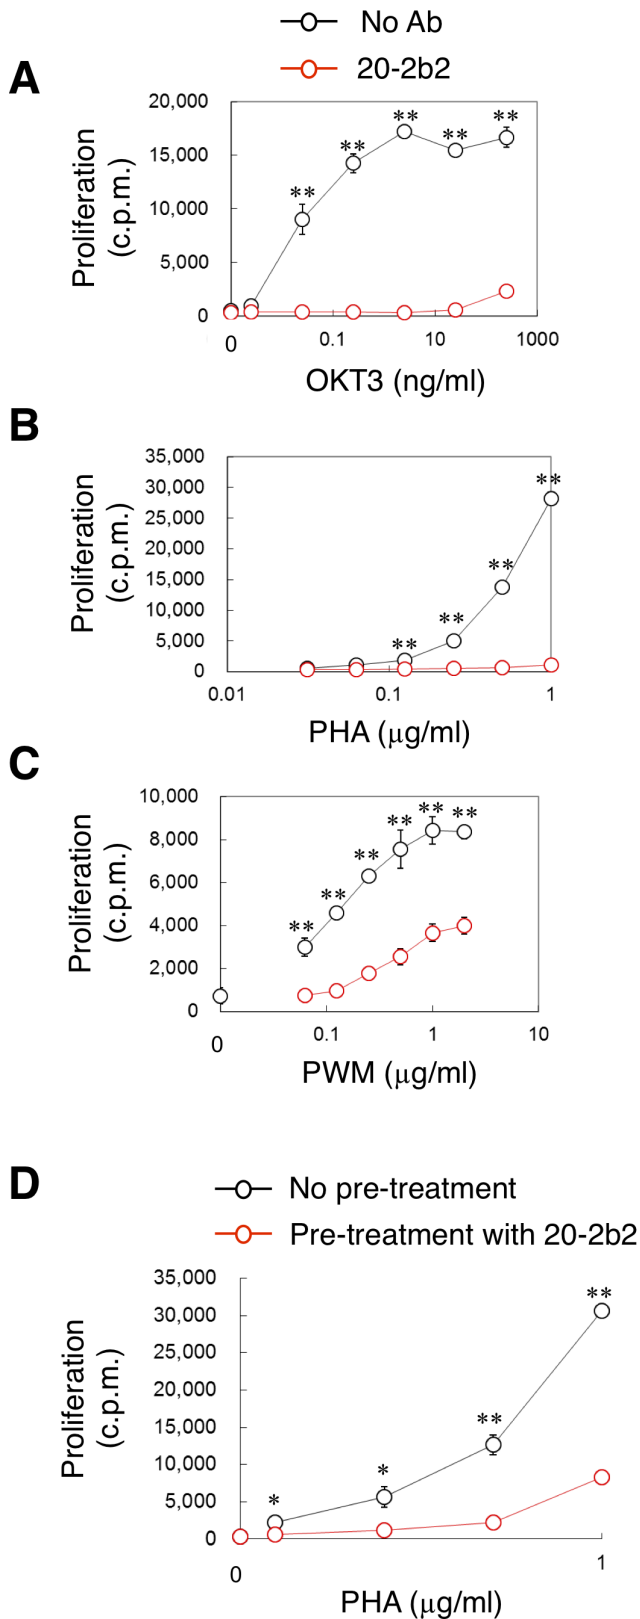 No Ab
20-2b2
A
20,000
15,000
10,000
5,000
0
Proliferation
(c.p.m.)
**
**
**
**
**
0
0.1
10
1000
OKT3 (ng/ml)
B
35,000
30,000
25,000
20,000
15,000
10,000
5,000
0
Proliferation
(c.p.m.)
**
**
**
**
0.01
0.1
1
PHA (μg/ml)
C
10,000
8,000
6,000
4,000
2,000
0
Proliferation
(c.p.m.)
**
**
**
**
**
**
0
0.1
1
10
PWM (μg/ml)
D
No pre-treatment
Pre-treatment with 20-2b2
35,000
30,000
25,000
20,000
15,000
10,000
5,000
0
Proliferation
(c.p.m.)
*
*
**
**
0
1
PHA (μg/ml)